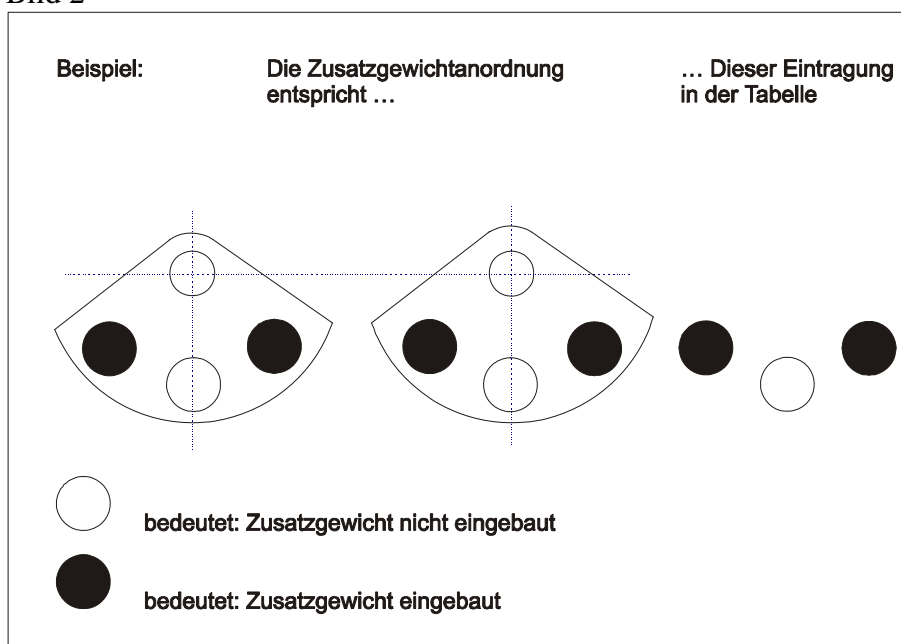 Bild 2
Beispiel:
Die Zusatzgewichtanordnung
entspricht …
… Dieser Eintragung
in der Tabelle
bedeutet: Zusatzgewicht nicht eingebaut
bedeutet: Zusatzgewicht eingebaut